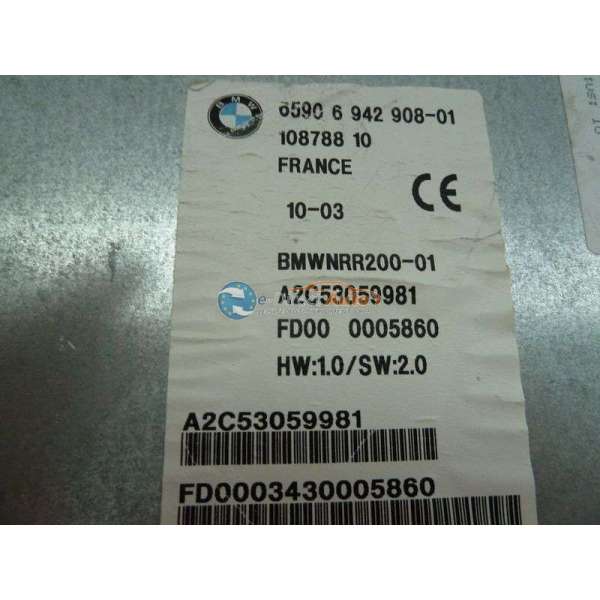 BMW
6590 6 942 908-01
108788 10
FRANCE
CE
10-03
BMWNRR200-01
A2C53059981
FD00 0005860
HW:1.0/SW:2.0
A2C53059981
FD0003430005860